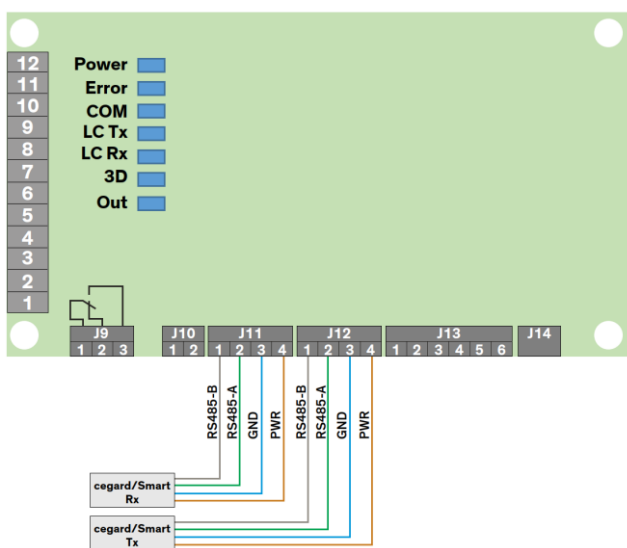 12
11
10
9
8
7
6
5
4
3
2
1
Power
Error
COM
LC Tx
LC Rx
3D
Out
J9
1 2 3
J10
1 2
J11
1 2 3 4
J12
1 2 3 4
J13
1 2 3 4 5 6
J14
RS485-B
RS485-A
GND
PWR
RS485-B
RS485-A
GND
PWR
cegard/Smart
Rx
cegard/Smart
Tx